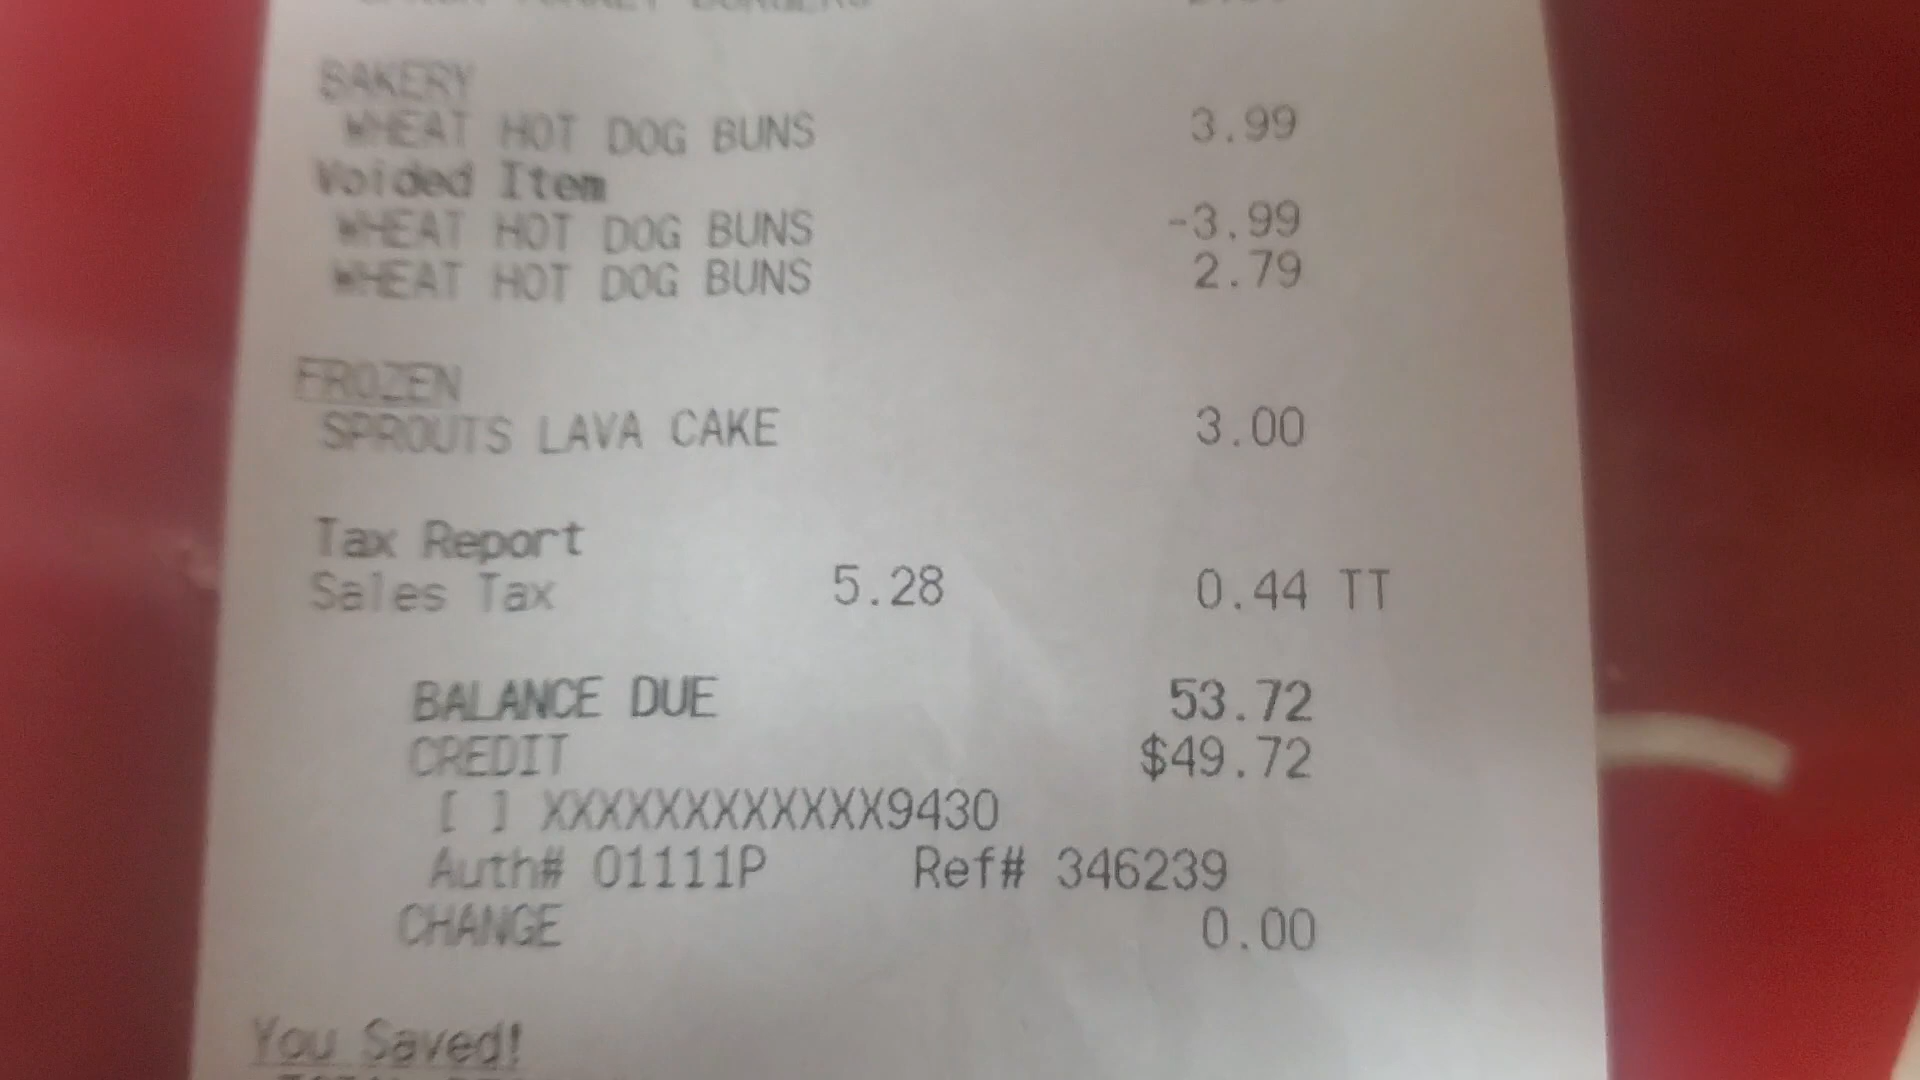 BAKERY
WHEAT HOT DOG BUNS 3.99
Voided Item
WHEAT HOT DOG BUNS -3.99
WHEAT HOT DOG BUNS 2.79
FROZEN
SPROUTS LAVA CAKE 3.00
Tax Report
Sales Tax 5.28 0.44 TT
BALANCE DUE 53.72
CREDIT $49.72
[ ] XXXXXXXXXXXX9430
Auth# 01111P Ref# 346239
CHANGE 0.00
You Saved!